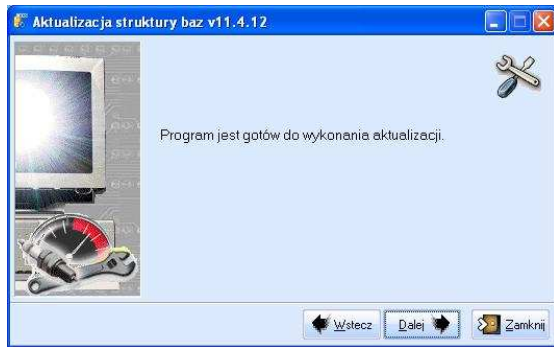 Aktualizacja struktury baz v11.4.12
Program jest gotów do wykonania aktualizacji.
Wstecz
Dalej
Zamknij